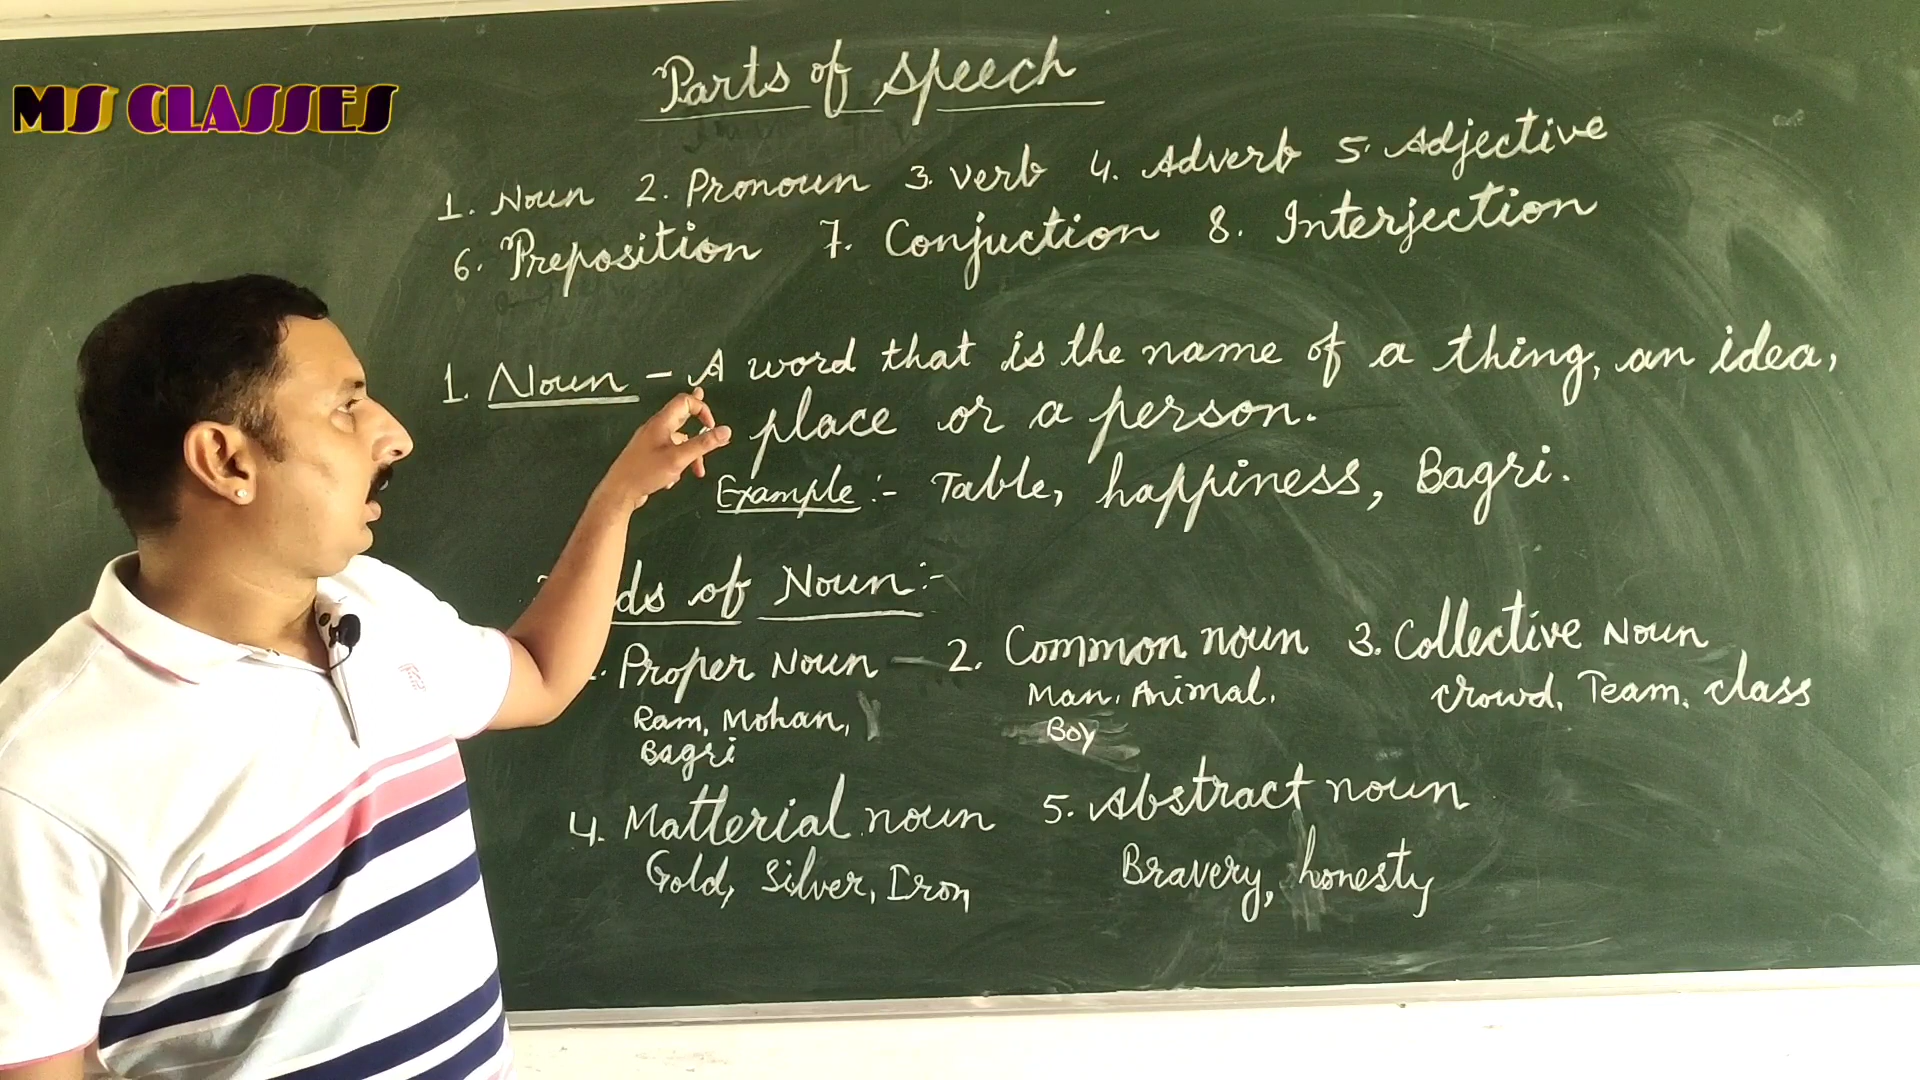 MS CLASSES
Parts of speech
1. Noun 2. Pronoun 3. verb 4. Adverb 5. Adjective
6. Preposition 7. Conjuction 8. Interjection
1. Noun - A word that is the name of a thing, an idea,
place or a person.
Example :- Table, happiness, Bagri.
ds of Noun :-
. Proper Noun - 2. Common noun 3. Collective Noun
Ram, Mohan, Man, Animal, crowd, Team, class
Bagri Boy
4. Matterial noun 5. Abstract noun
Gold, Silver, Iron Bravery, honesty